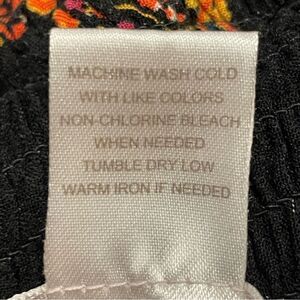 MACHINE WASH COLD
WITH LIKE COLORS
NON-CHLORINE BLEACH
WHEN NEEDED
TUMBLE DRY LOW
WARM IRON IF NEEDED